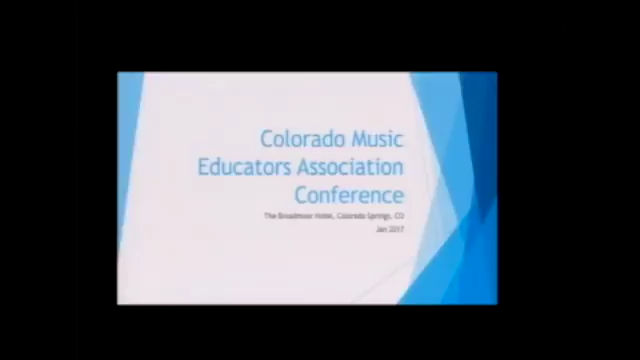 Colorado Music
Educators Association
Conference
The Broadmoor Hotel, Colorado Springs, CO
Jan 2017